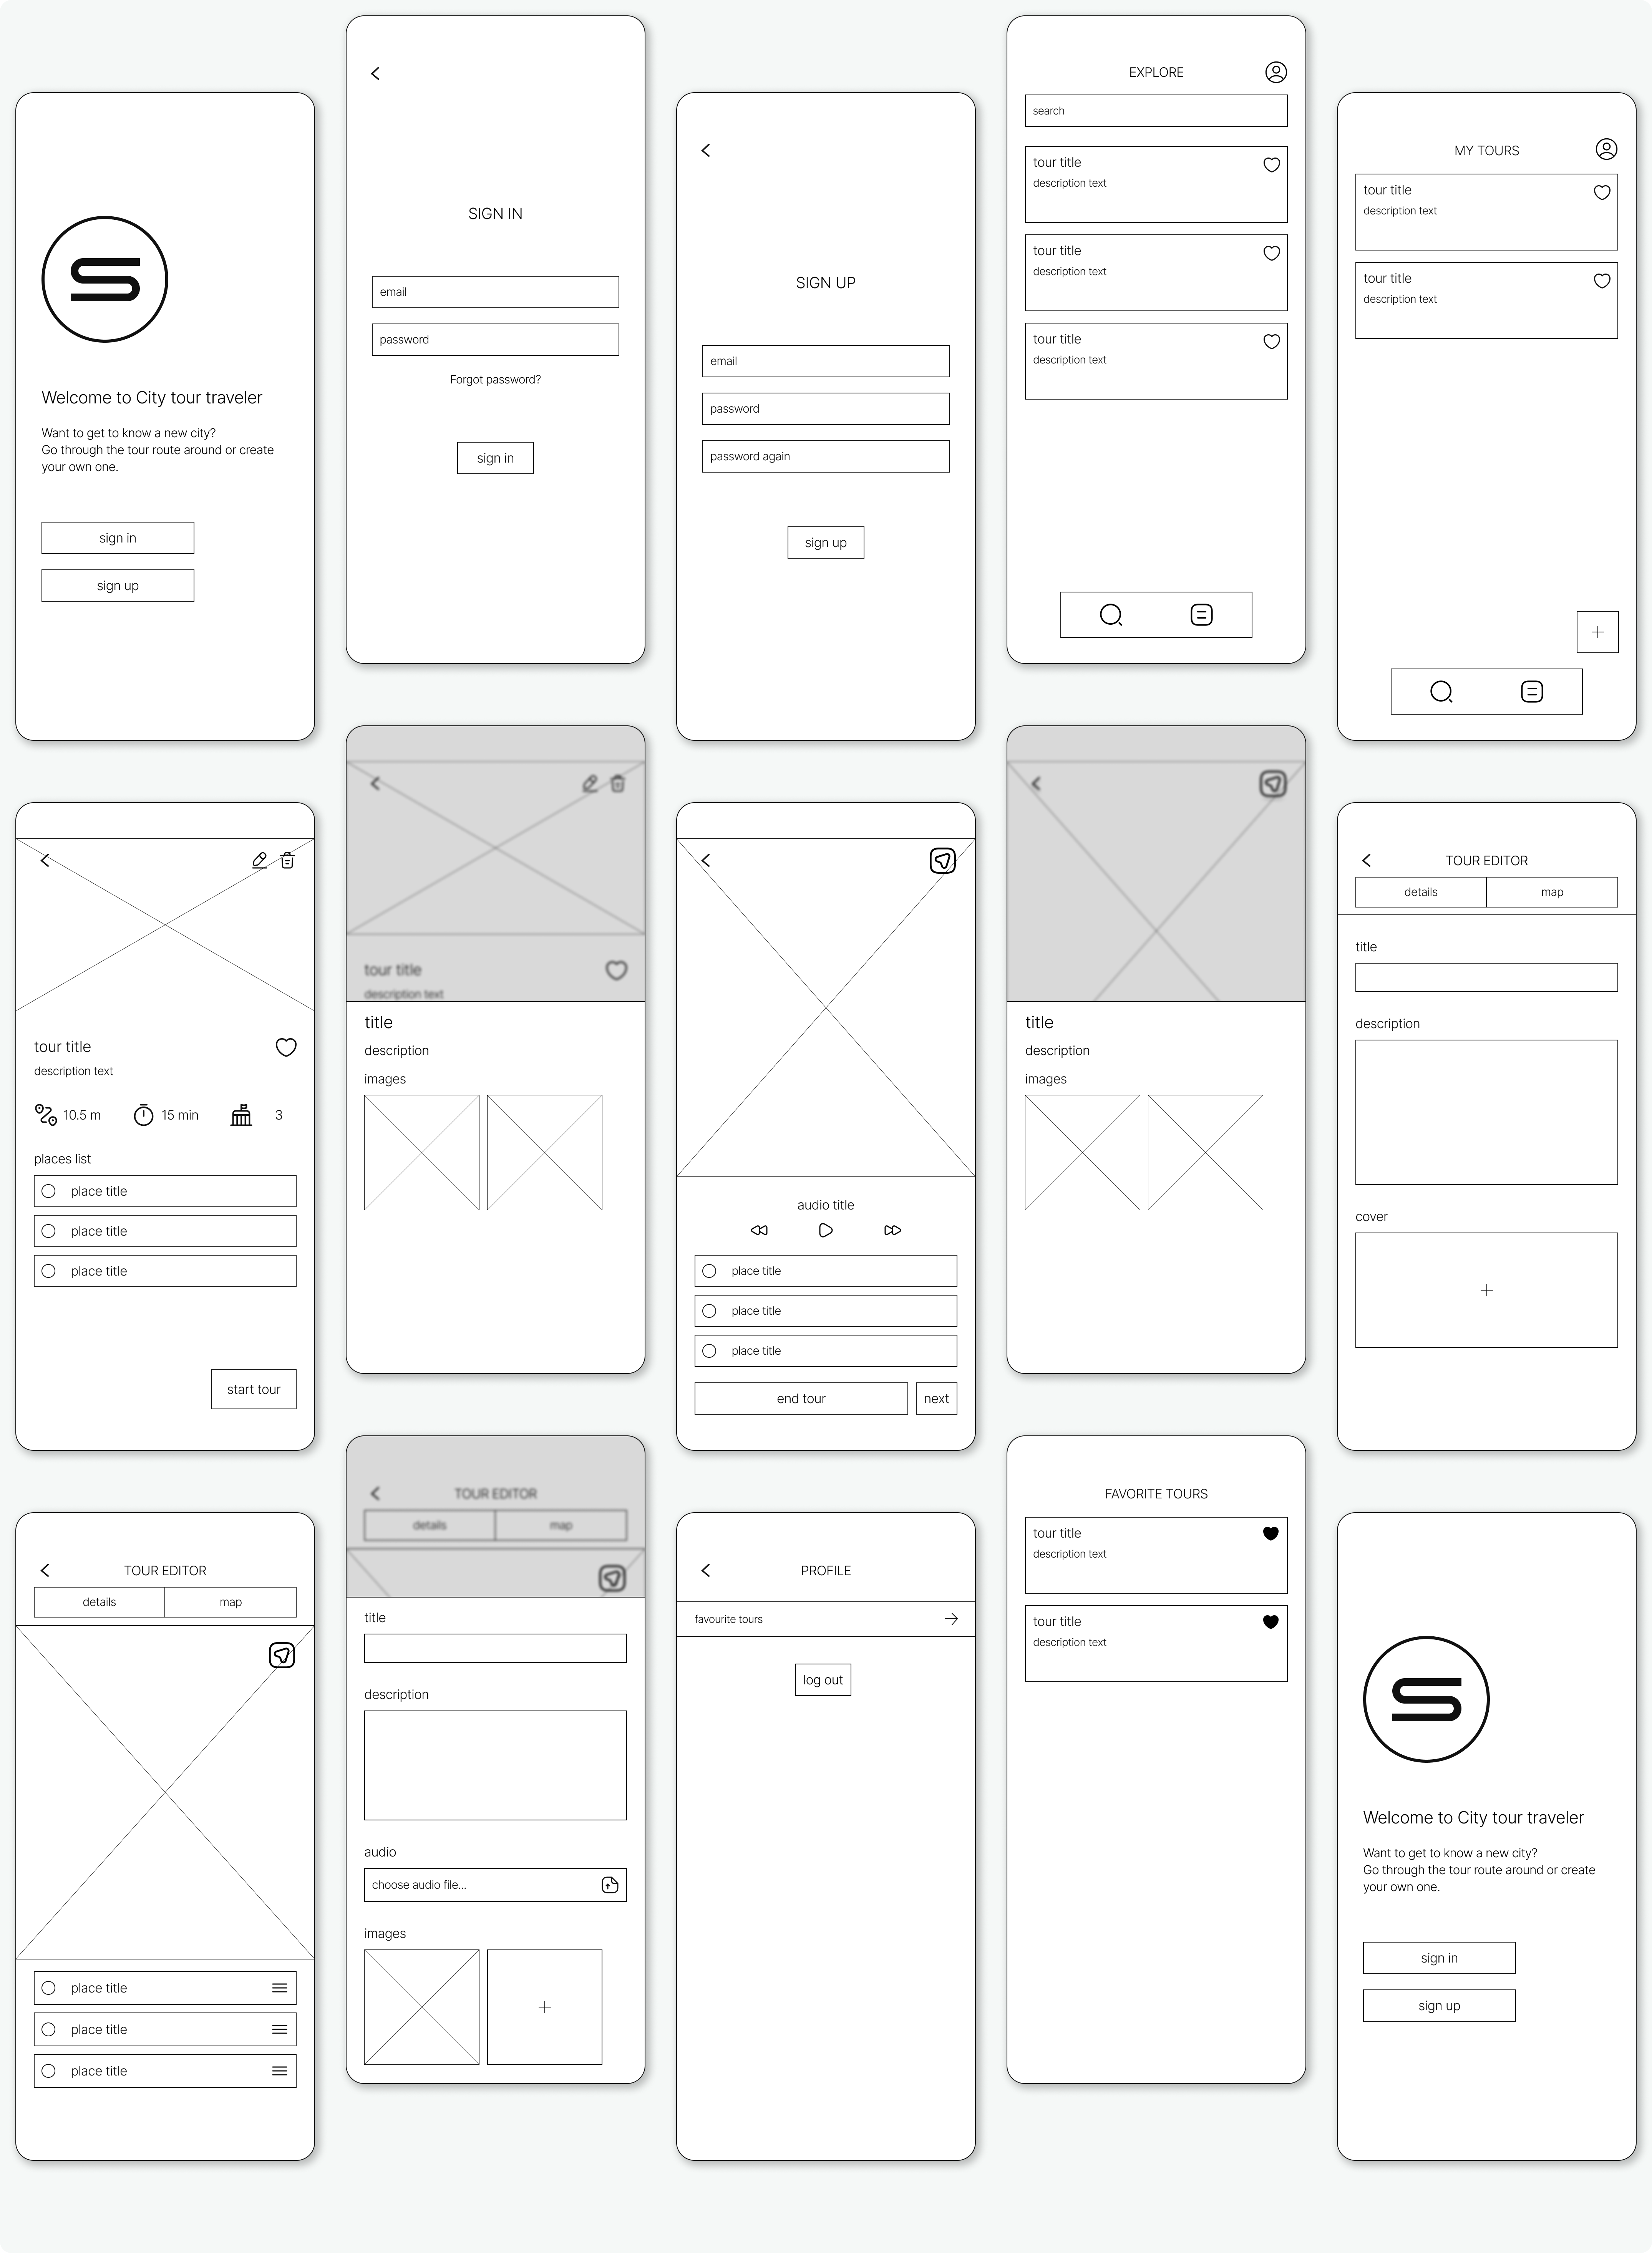 Welcome to City tour traveler
Want to get to know a new city?
Go through the tour route around or create
your own one.
sign in
sign up
SIGN IN
email
password
Forgot password?
sign in
SIGN UP
email
password
password again
sign up
EXPLORE
search
tour title
description text
tour title
description text
tour title
description text
MY TOURS
tour title
description text
tour title
description text
tour title
description text
10.5 m
15 min
3
places list
place title
place title
place title
start tour
tour title
description text
title
description
images
audio title
place title
place title
place title
end tour
next
title
description
images
TOUR EDITOR
details
map
title
description
cover
TOUR EDITOR
details
map
place title
place title
place title
TOUR EDITOR
details
map
title
description
audio
choose audio file...
images
PROFILE
favourite tours
log out
FAVORITE TOURS
tour title
description text
tour title
description text
Welcome to City tour traveler
Want to get to know a new city?
Go through the tour route around or create
your own one.
sign in
sign up